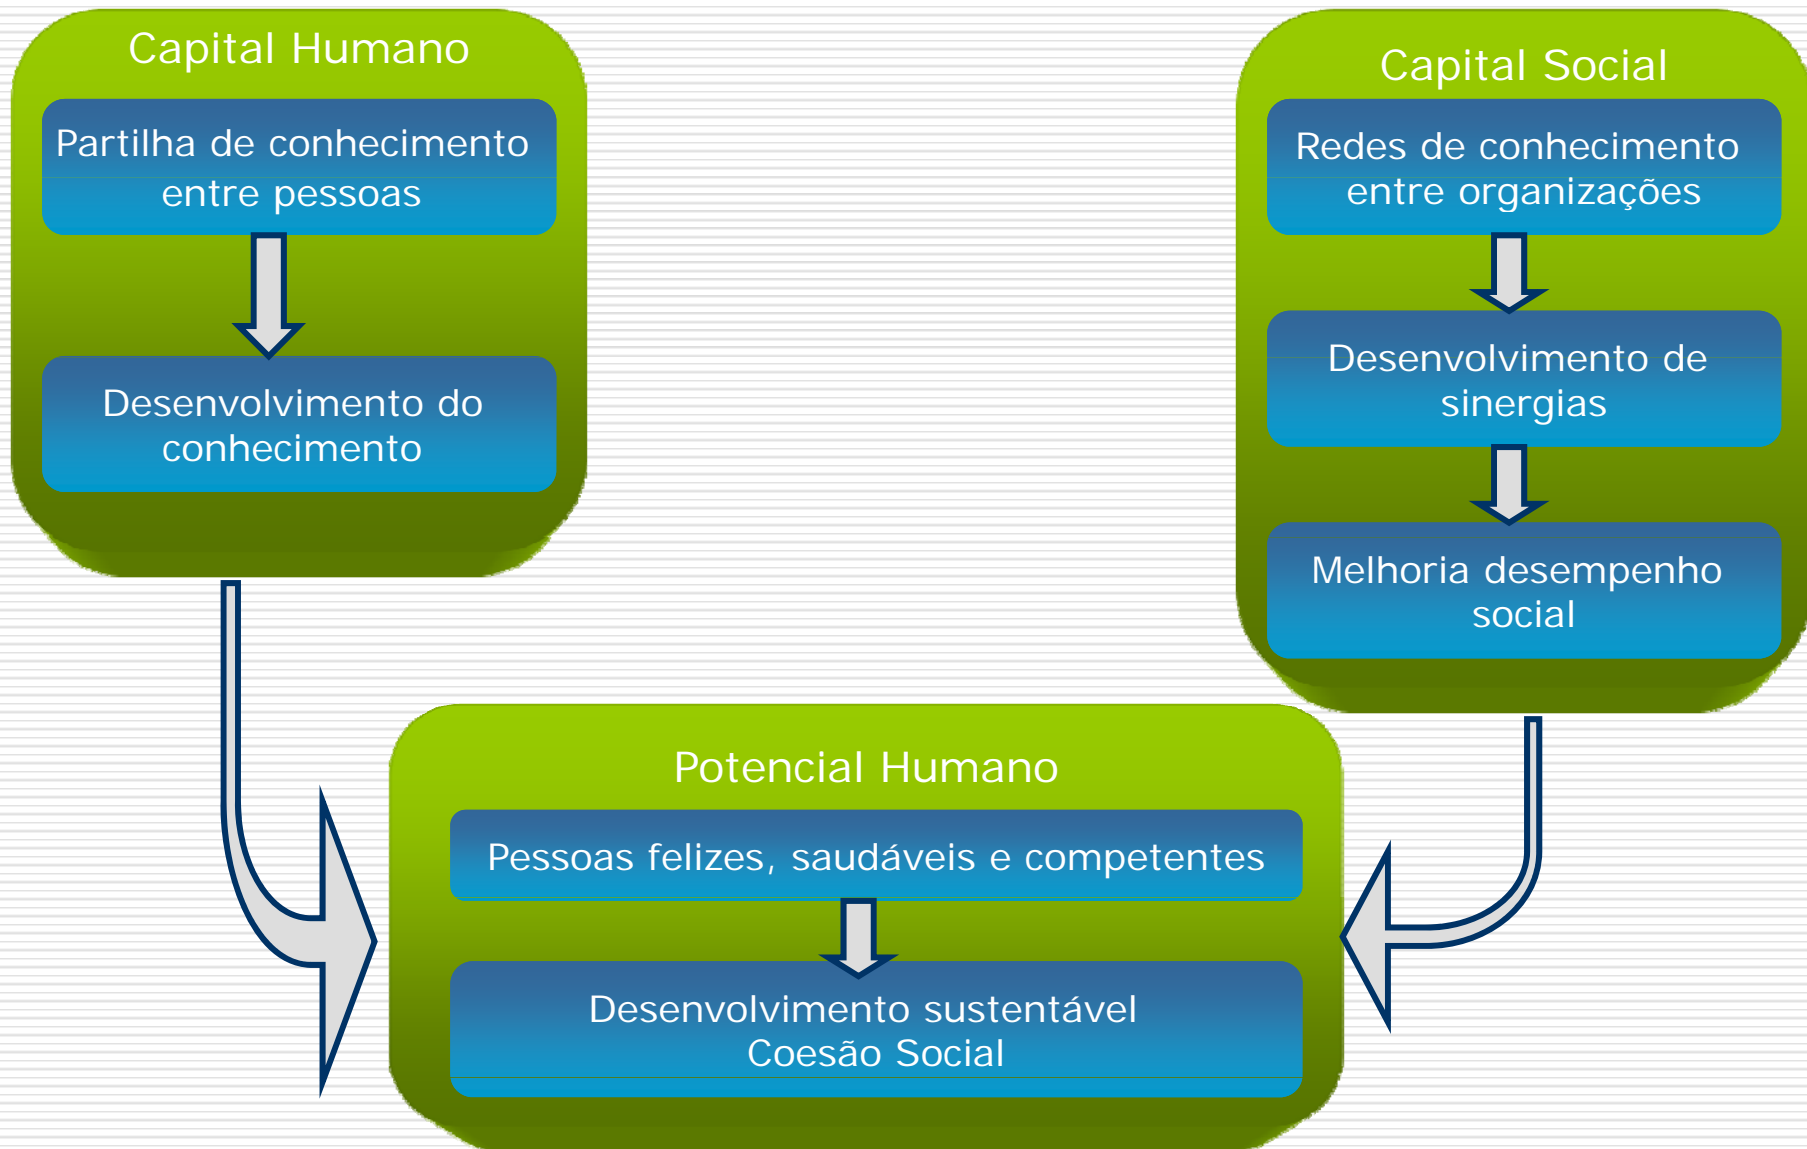 Capital Humano
Partilha de conhecimento
entre pessoas
Desenvolvimento do
conhecimento
Capital Social
Redes de conhecimento
entre organizações
Desenvolvimento de
sinergias
Melhoria desempenho
social
Potencial Humano
Pessoas felizes, saudáveis e competentes
Desenvolvimento sustentável
Coesão Social